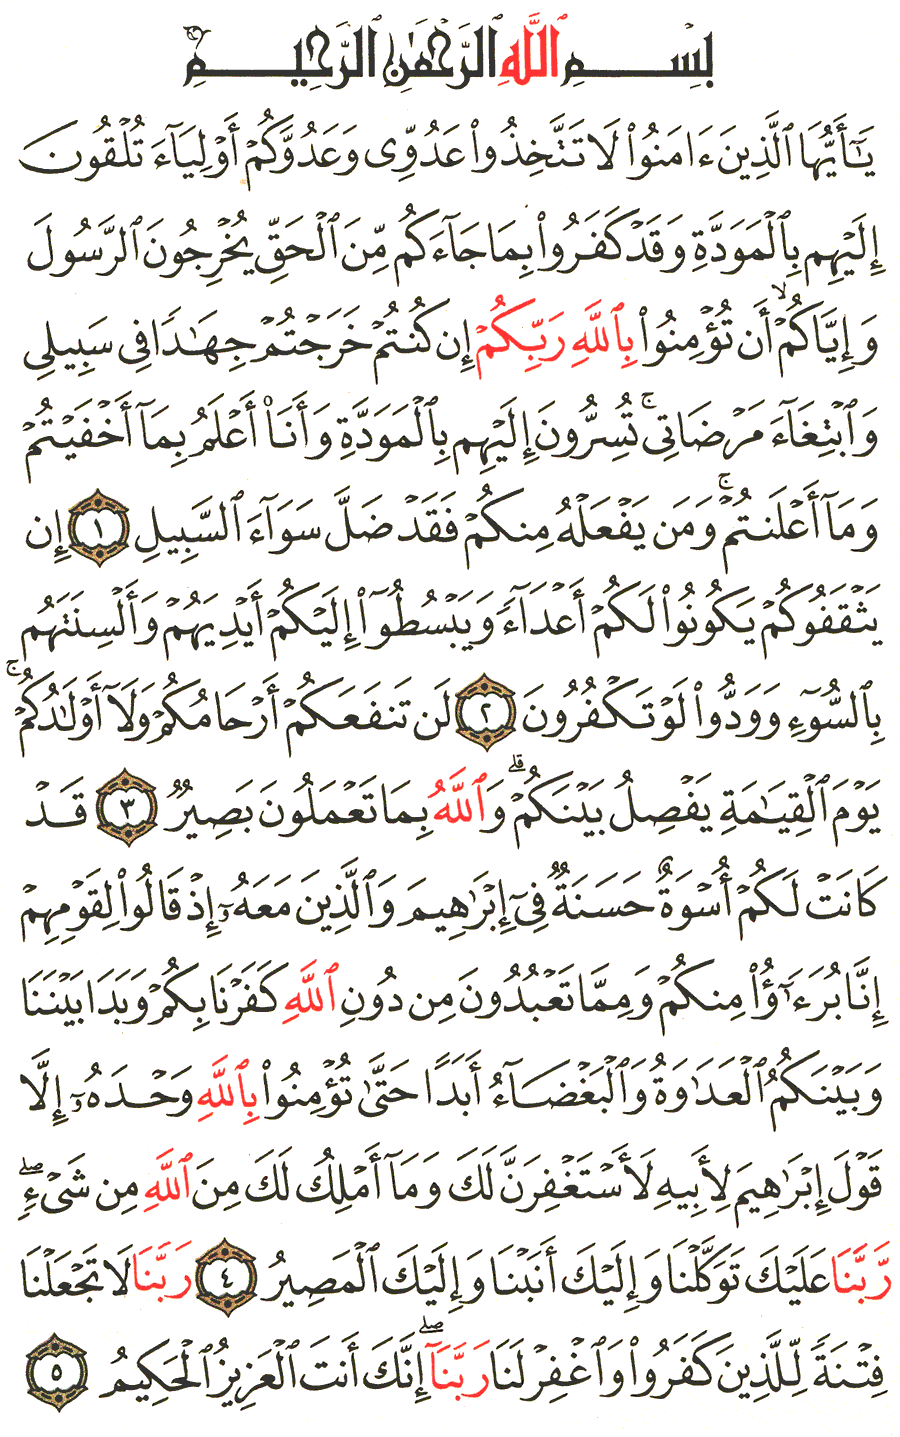 بِسْمِ ٱللَّهِ ٱلرَّحْمَٰنِ ٱلرَّحِيمِ
يَٰٓأَيُّهَا ٱلَّذِينَ ءَامَنُوا۟ لَا تَتَّخِذُوا۟ عَدُوِّى وَعَدُوَّكُمْ أَوْلِيَآءَ تُلْقُونَ
إِلَيْهِم بِٱلْمَوَدَّةِ وَقَدْ كَفَرُوا۟ بِمَا جَآءَكُم مِّنَ ٱلْحَقِّ يُخْرِجُونَ ٱلرَّسُولَ
وَإِيَّاكُمْ ۙ أَن تُؤْمِنُوا۟ بِٱللَّهِ رَبِّكُمْ إِن كُنتُمْ خَرَجْتُمْ جِهَٰدًا فِى سَبِيلِى
وَٱبْتِغَآءَ مَرْضَاتِى ۚ تُسِرُّونَ إِلَيْهِم بِٱلْمَوَدَّةِ وَأَنَا۠ أَعْلَمُ بِمَآ أَخْفَيْتُمْ
وَمَآ أَعْلَنتُمْ ۚ وَمَن يَفْعَلْهُ مِنكُمْ فَقَدْ ضَلَّ سَوَآءَ ٱلسَّبِيلِ ١ إِن
يَثْقَفُوكُمْ يَكُونُوا۟ لَكُمْ أَعْدَآءً وَيَبْسُطُوٓا۟ إِلَيْكُمْ أَيْدِيَهُمْ وَأَلْسِنَتَهُم
بِٱلسُّوٓءِ وَوَدُّوا۟ لَوْ تَكْفُرُونَ ٢ لَن تَنفَعَكُمْ أَرْحَامُكُمْ وَلَآ أَوْلَٰدُكُمْ ۚ
يَوْمَ ٱلْقِيَٰمَةِ يَفْصِلُ بَيْنَكُمْ ۗ وَٱللَّهُ بِمَا تَعْمَلُونَ بَصِيرٌ ٣ قَدْ
كَانَتْ لَكُمْ أُسْوَةٌ حَسَنَةٌ فِىٓ إِبْرَٰهِيمَ وَٱلَّذِينَ مَعَهُۥٓ إِذْ قَالُوا۟ لِقَوْمِهِمْ
إِنَّا بُرَءَٰٓؤُا۟ مِنكُمْ وَمِمَّا تَعْبُدُونَ مِن دُونِ ٱللَّهِ كَفَرْنَا بِكُمْ وَبَدَا بَيْنَنَا
وَبَيْنَكُمُ ٱلْعَدَٰوَةُ وَٱلْبَغْضَآءُ أَبَدًا حَتَّىٰ تُؤْمِنُوا۟ بِٱللَّهِ وَحْدَهُۥٓ إِلَّا
قَوْلَ إِبْرَٰهِيمَ لِأَبِيهِ لَأَسْتَغْفِرَنَّ لَكَ وَمَآ أَمْلِكُ لَكَ مِنَ ٱللَّهِ مِن شَىْءٍ ۖ
رَّبَّنَا عَلَيْكَ تَوَكَّلْنَا وَإِلَيْكَ أَنَبْنَا وَإِلَيْكَ ٱلْمَصِيرُ ٤ رَبَّنَا لَا تَجْعَلْنَا
فِتْنَةً لِّلَّذِينَ كَفَرُوا۟ وَٱغْفِرْ لَنَا رَبَّنَآ ۖ إِنَّكَ أَنتَ ٱلْعَزِيزُ ٱلْحَكِيمُ ٥